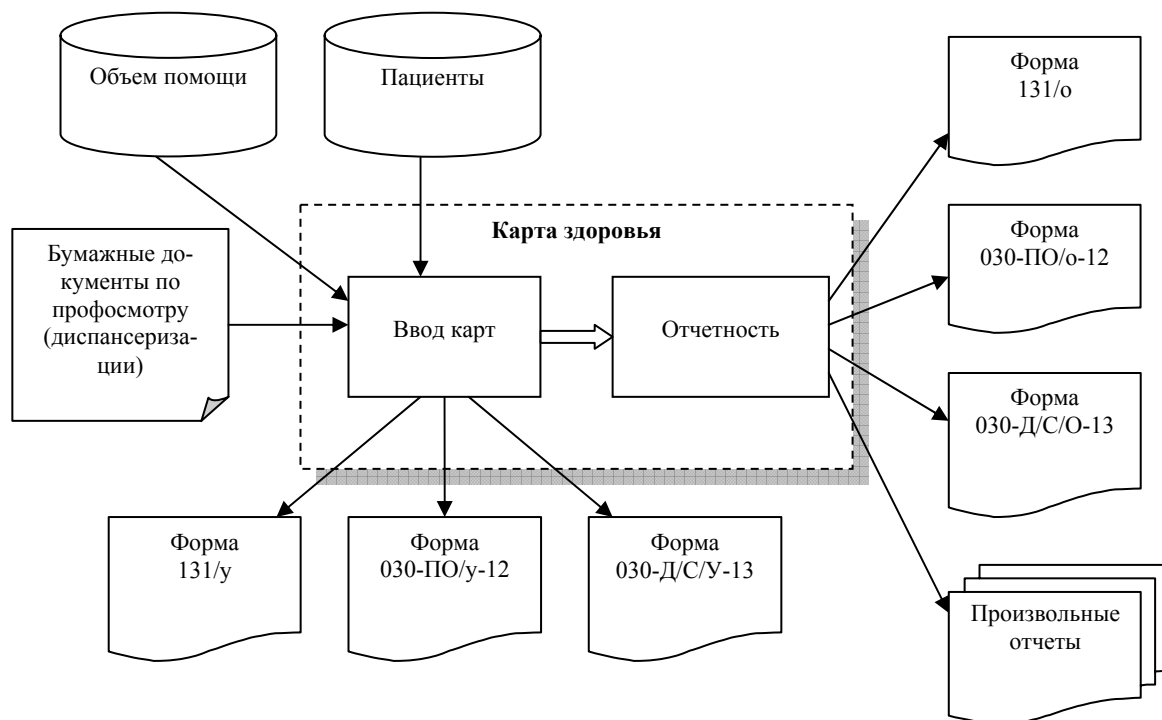 Объем помощи
Пациенты
Форма
131/о
Карта здоровья
Бумажные до-
кументы по
профосмотру
(диспансериза-
ции)
Ввод карт
Отчетность
Форма
030-ПО/о-12
Форма
030-Д/С/О-13
Форма
131/у
Форма
030-ПО/у-12
Форма
030-Д/С/У-13
Произвольные
отчеты